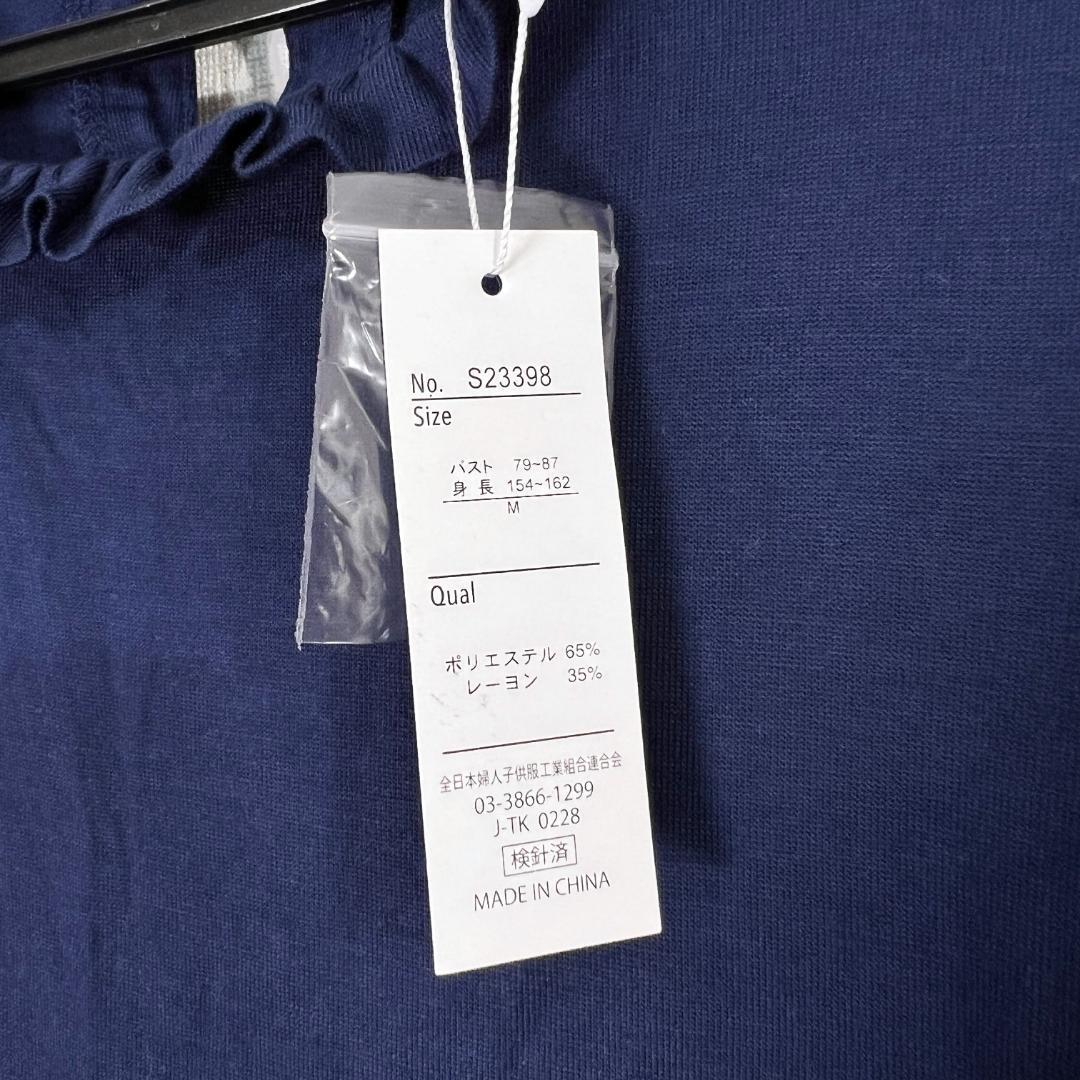 No. S23398
Size
バスト 79~87
身長 154~162
M
Qual
ポリエステル 65%
レーヨン 35%
全日本婦人子供服工業組合連合会
03-3866-1299
J-TK 0228
検針済
MADE IN CHINA